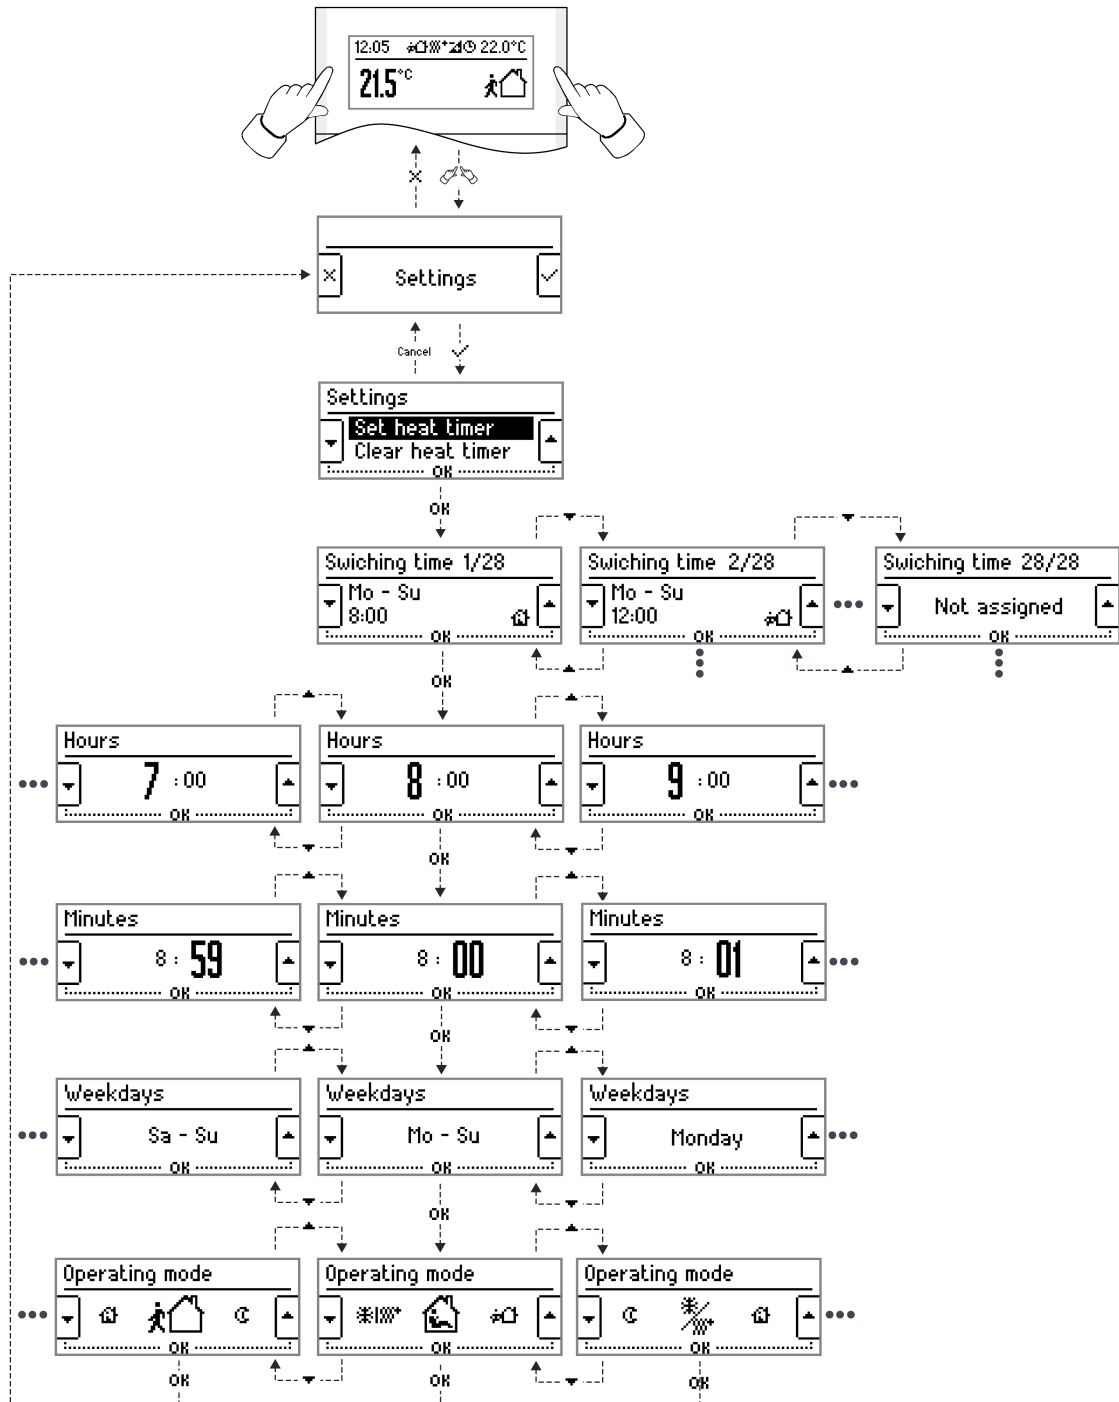 12:05 22.0°C
21.5°C
Settings
Cancel
Settings
Set heat timer
Clear heat timer
OK
OK
Swiching time 1/28
Mo - Su
8:00
OK
Swiching time 2/28
Mo - Su
12:00
OK
Swiching time 28/28
Not assigned
OK
OK
Hours
7 :00
OK
Hours
8 :00
OK
Hours
9 :00
OK
OK
Minutes
8: 59
OK
Minutes
8: 00
OK
Minutes
8: 01
OK
OK
Weekdays
Sa - Su
OK
Weekdays
Mo - Su
OK
Weekdays
Monday
OK
OK
Operating mode
OK
Operating mode
OK
Operating mode
OK
OK
OK
OK